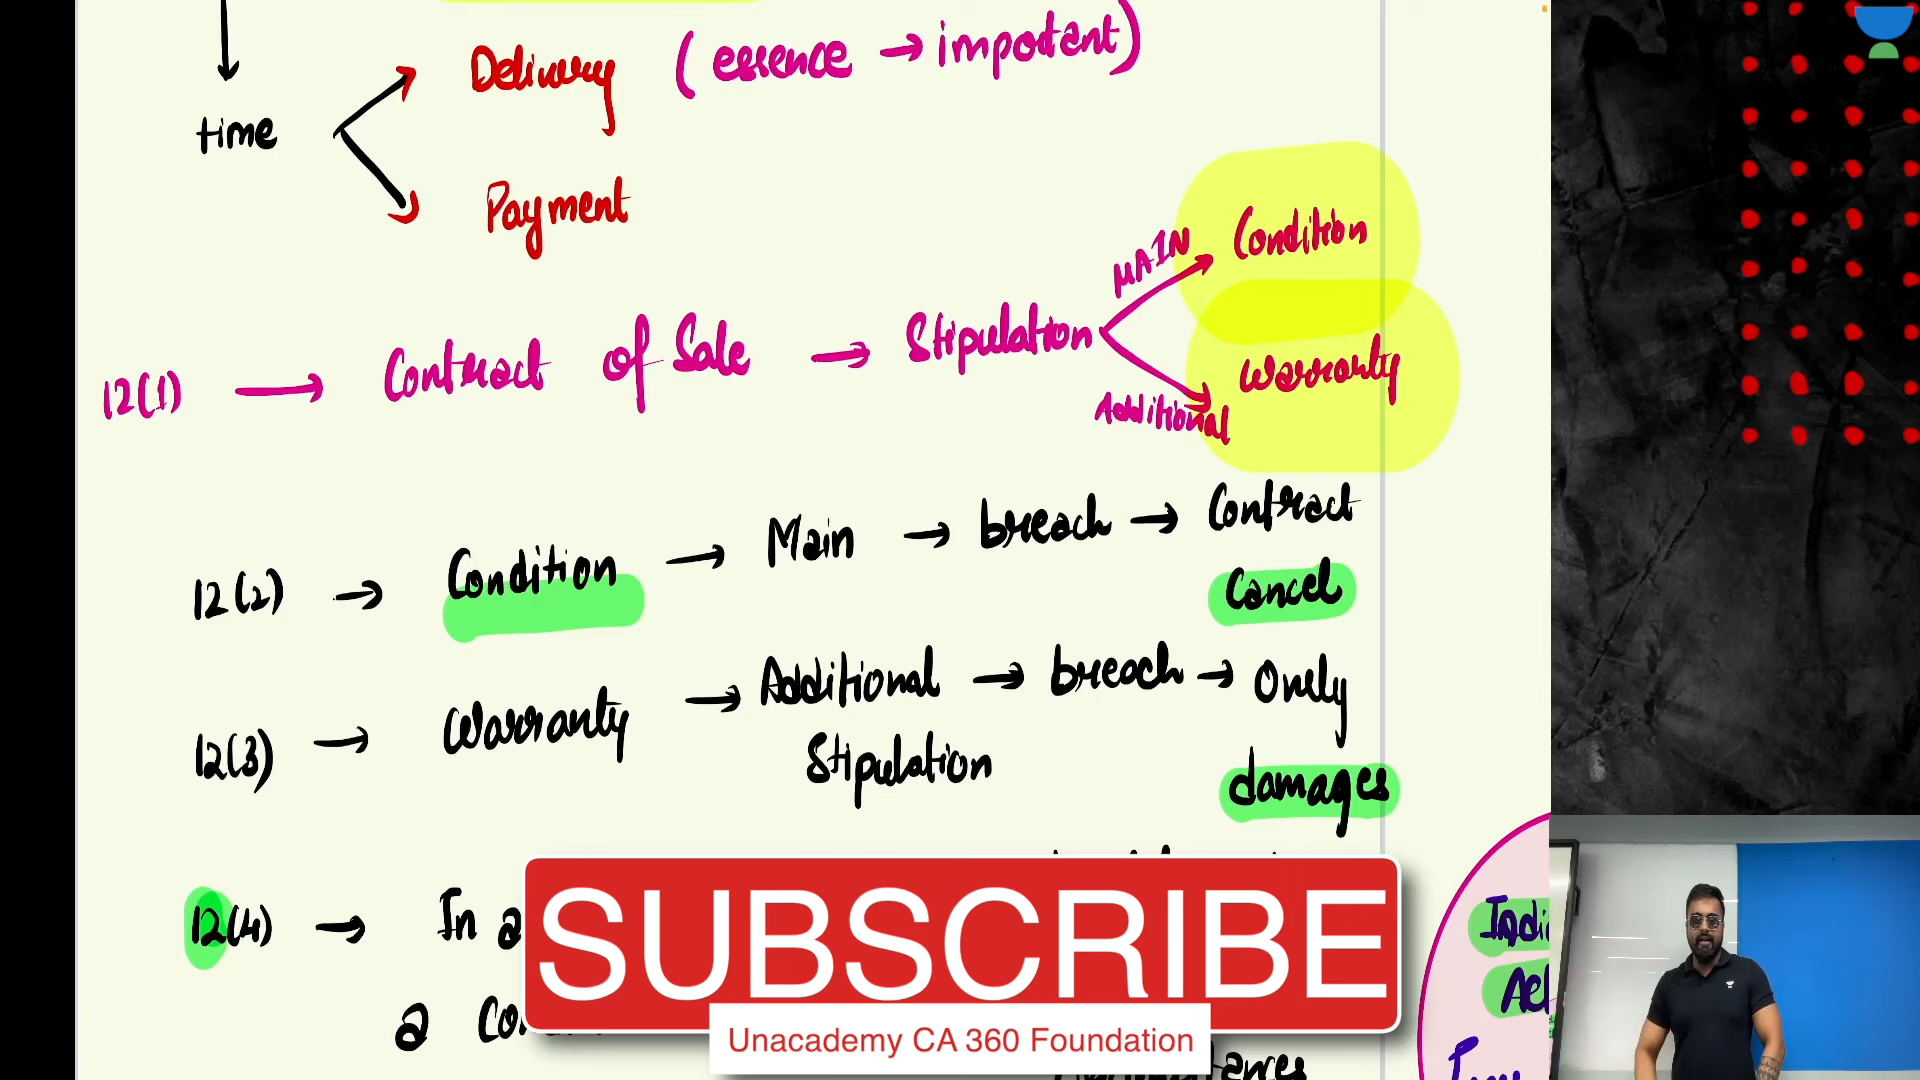 Delivery (essence → important)
time
Payment
MAIN Condition
12(1) → Contract of Sale → Stipulation
Additional Warranty
12(2) → Condition → Main → breach → Contract
Cancel
12(3) → Warranty → Additional → breach → Only
Stipulation damages
12(4) → In a
a
SUBSCRIBE
Unacademy CA 360 Foundation